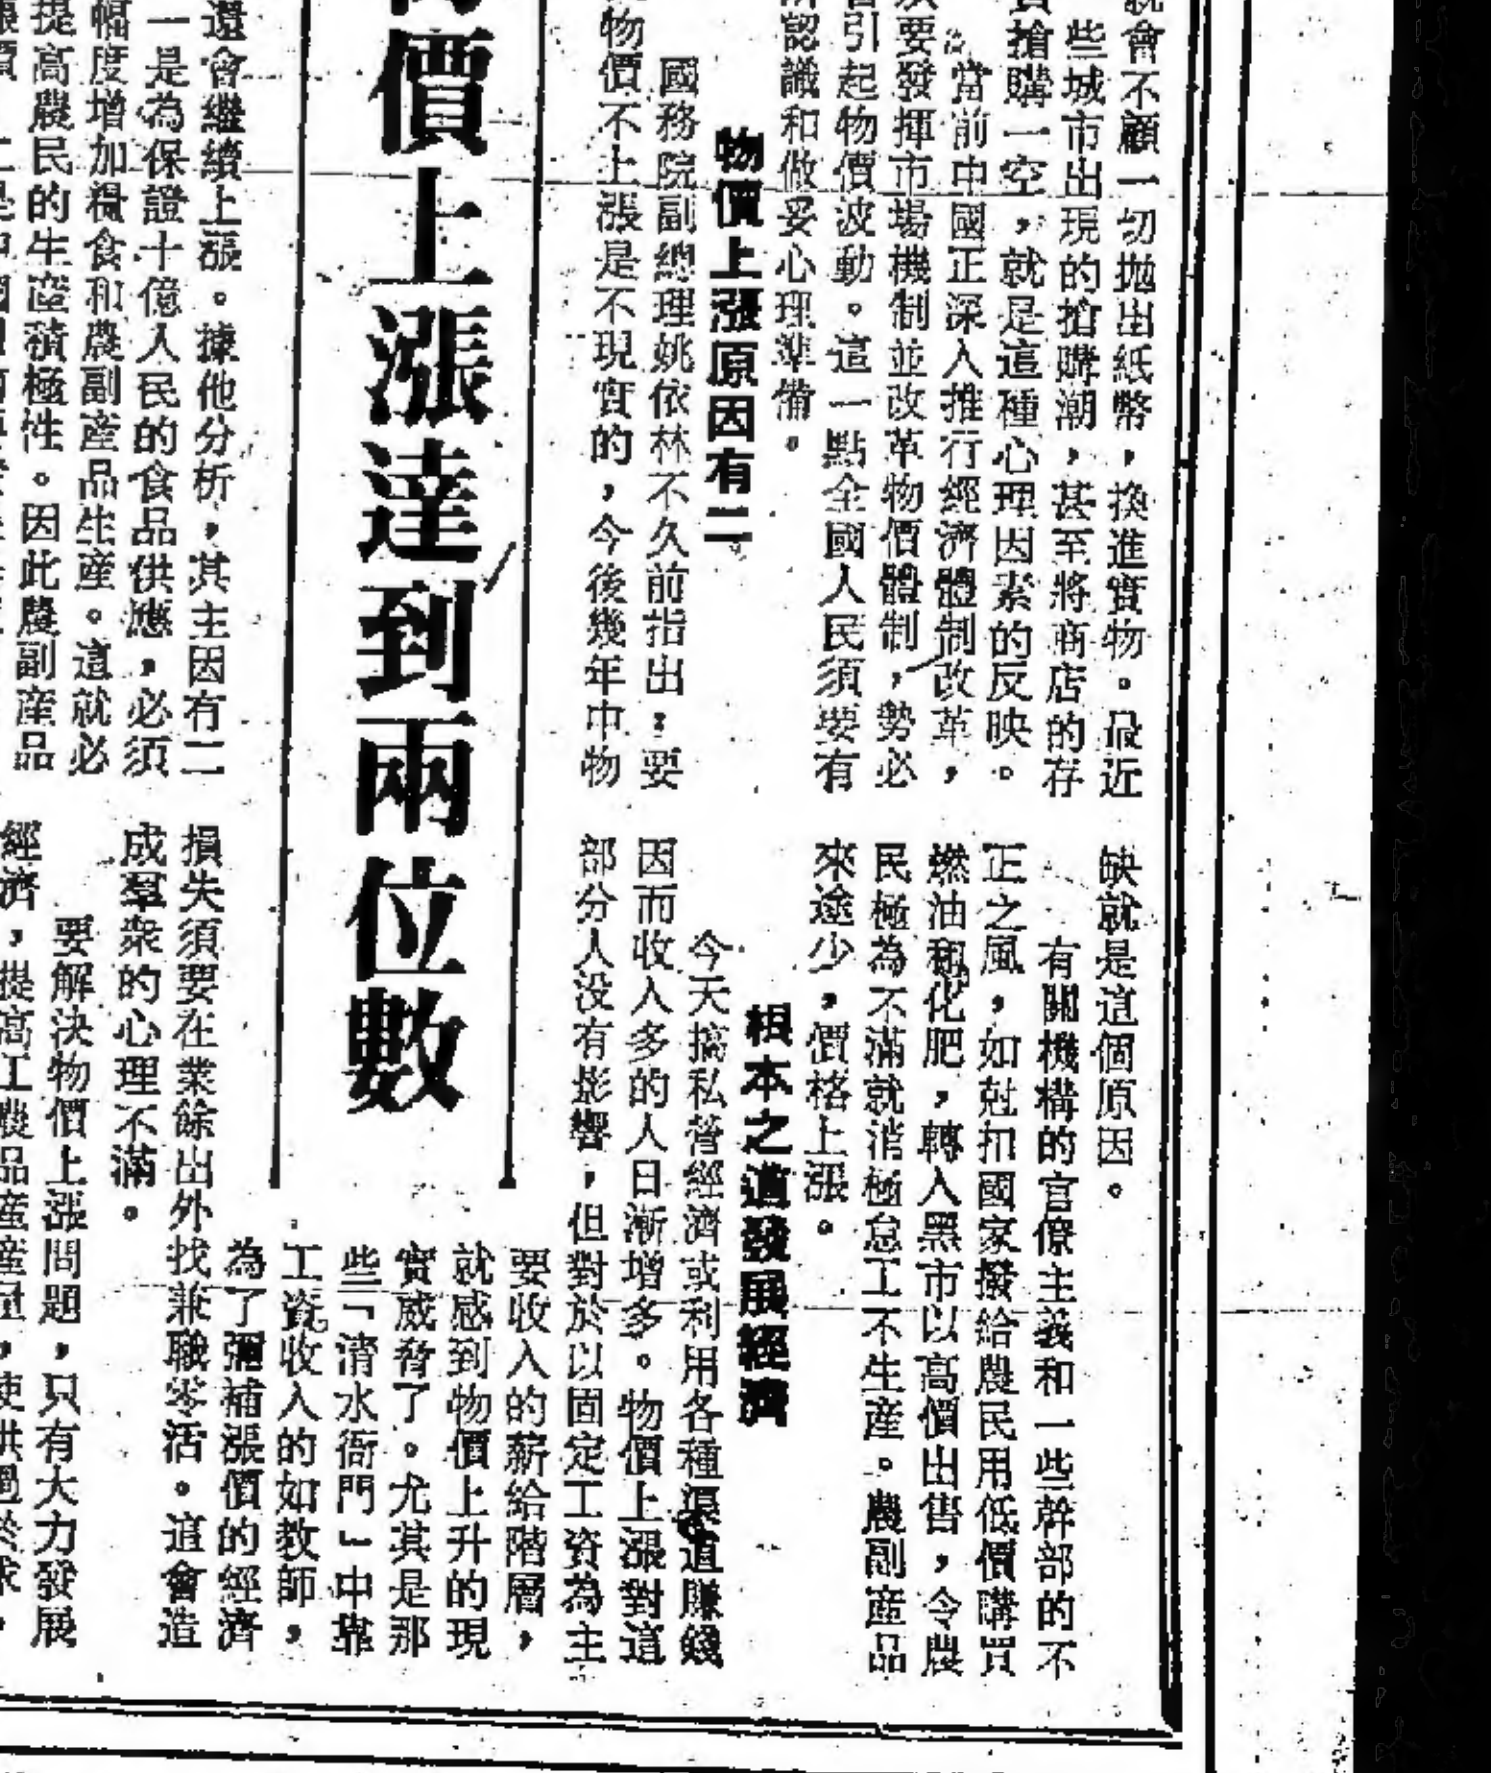 就會不顧一切拋出紙幣，換進實物。最近
些城市出現的搶購潮，甚至將商店的存
貨搶購一空，就是這種心理因素的反映。
當前中國正深入推行經濟體制改革，
要發揮市場機制並改革物價體制，勢必
引起物價波動。這一點全國人民須要有
認識和做妥心理準備。
物價上漲原因有二
國務院副總理姚依林不久前指出：要
物價不上漲是不現實的，今後幾年中物
價上漲達到兩位數
還會繼續上漲。據他分析，其主因有二
一是為保證十億人民的食品供應，必須
幅度增加糧食和農副產品生產。這就必
提高農民的生產積極性。因此農副產品
缺就是這個原因。
有關機構的官僚主義和一些幹部的不
正之風，如尅扣國家撥給農民用低價購買
燃油和化肥，轉入黑市以高價出售，令農
民極為不滿就消極怠工不生產。農副產品
來途少，價格上漲。
根本之道發展經濟
今天搞私營經濟或利用各種渠道賺錢
因而收入多的人日漸增多。物價上漲對這
部分人没有影響，但對於以固定工資為主
要收入的薪給階層，
就感到物價上升的現
實威脅了。尤其是那
些「清水衙門」中靠
工資收入的如教師，
為了彌補漲價的經濟
損失須要在業餘出外找兼職零活。這會造
成羣衆的心理不滿。
要解決物價上漲問題，只有大力發展
經濟，提高工農品產量，使供過於求，